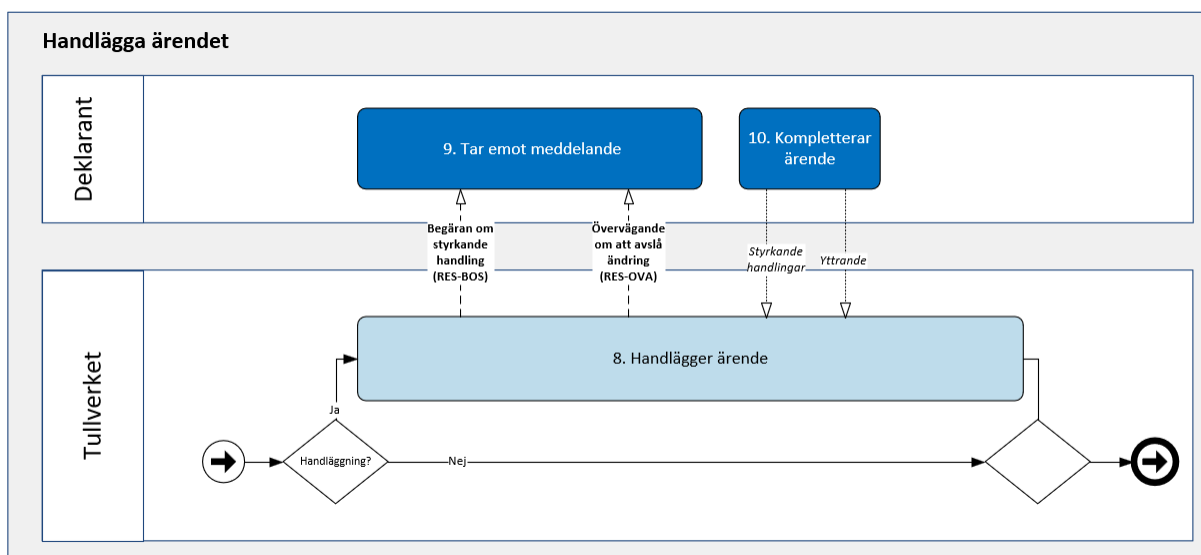 Handlägga ärendet
Deklarant
9. Tar emot meddelande
10. Kompletterar
ärende
Begäran om
styrkande
handling
(RES-BOS)
Övervägande
om att avslå
ändring
(RES-OVA)
Styrkande
handlingar
Yttrande
Tullverket
8. Handlägger ärende
Ja
Handläggning?
Nej